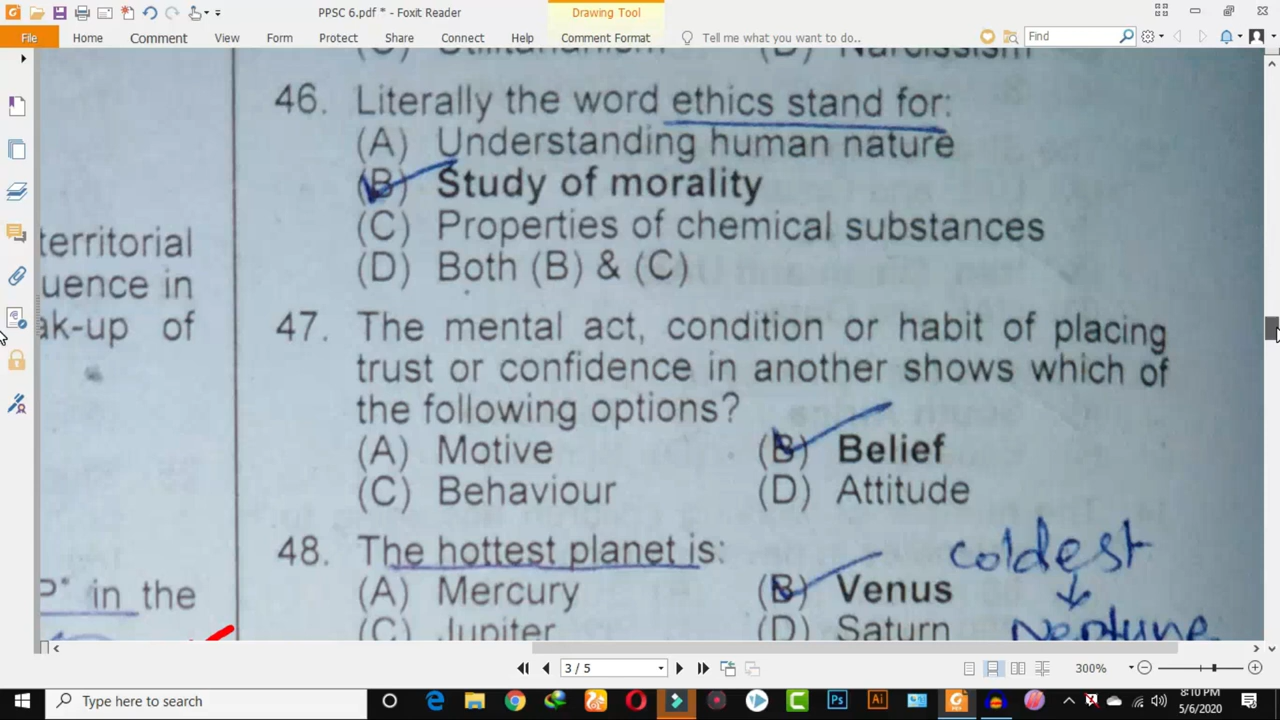 PPSC 6.pdf * - Foxit Reader
Drawing Tool
File Home Comment View Form Protect Share Connect Help Comment Format Tell me what you want to do.. Find
(C) Utilitarianism (D) Narcissism
46. Literally the word ethics stand for:
(A) Understanding human nature
(B) Study of morality
(C) Properties of chemical substances
(D) Both (B) & (C)
territorial
uence in
ak-up of
47. The mental act, condition or habit of placing
trust or confidence in another shows which of
the following options?
(A) Motive (B) Belief
(C) Behaviour (D) Attitude
48. The hottest planet is: coldest
(A) Mercury (B) Venus
(C) Jupiter (D) Saturn Neptune
P" in the
3 / 5
300%
Type here to search
8:10 PM
5/6/2020